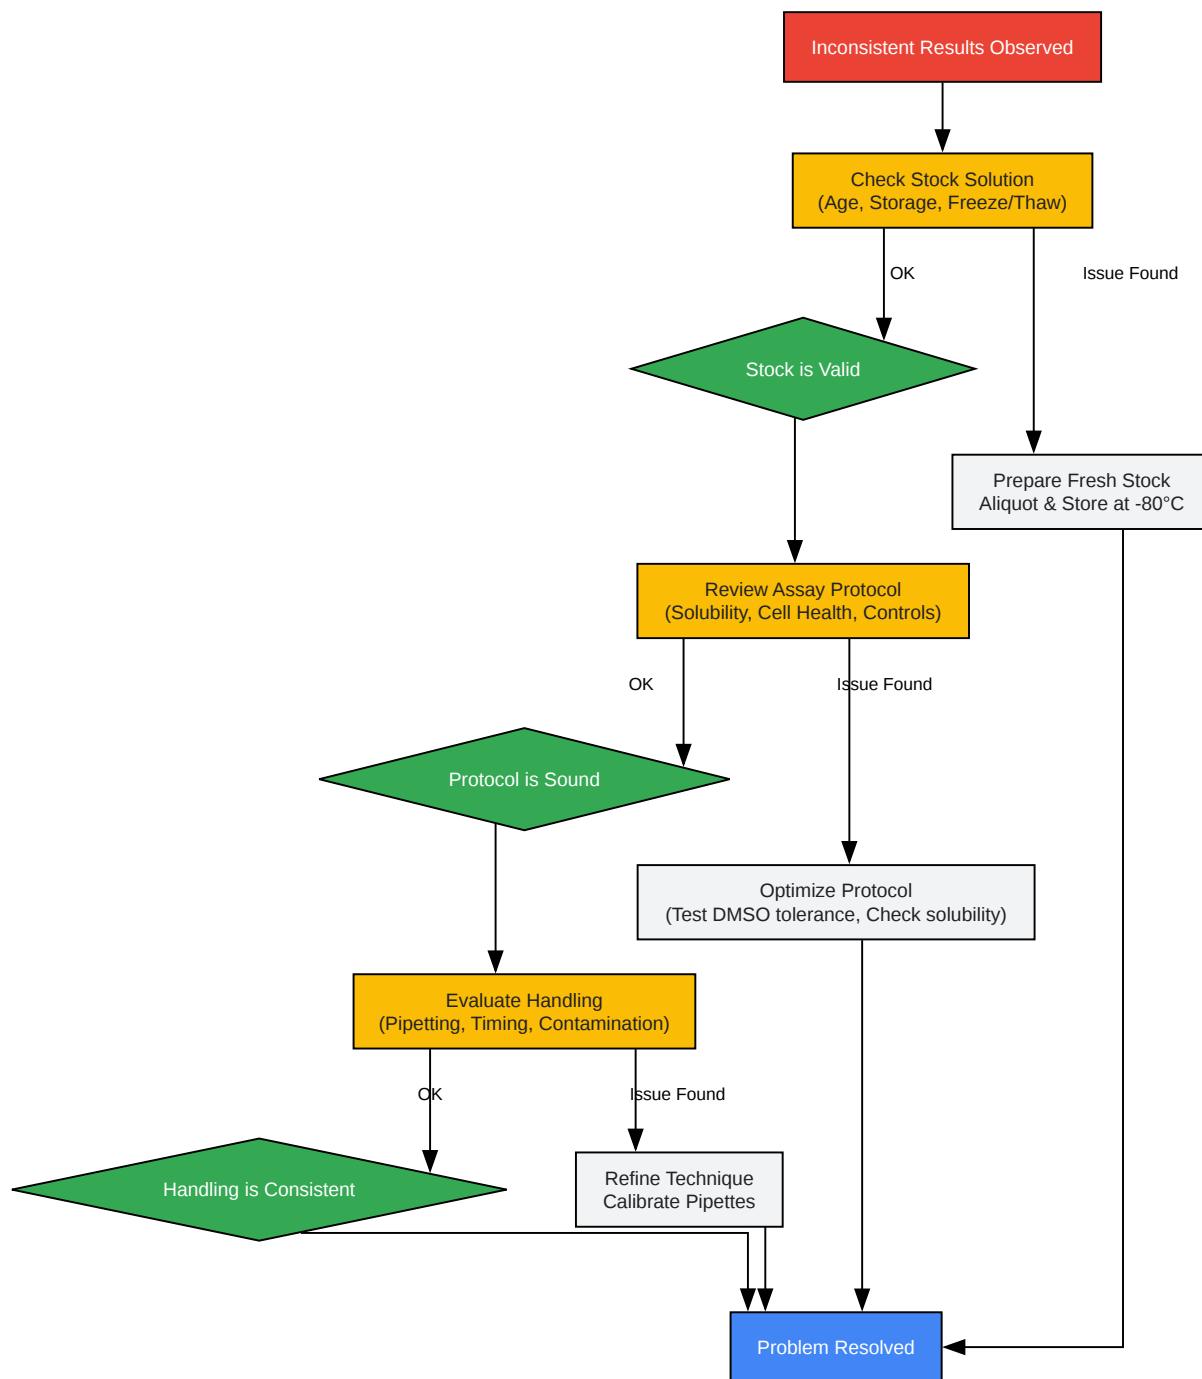 Inconsistent Results Observed
Check Stock Solution
(Age, Storage, Freeze/Thaw)
OK
Issue Found
Stock is Valid
Prepare Fresh Stock
Aliquot & Store at -80°C
Review Assay Protocol
(Solubility, Cell Health, Controls)
OK
Issue Found
Protocol is Sound
Optimize Protocol
(Test DMSO tolerance, Check solubility)
Evaluate Handling
(Pipetting, Timing, Contamination)
OK
Issue Found
Handling is Consistent
Refine Technique
Calibrate Pipettes
Problem Resolved